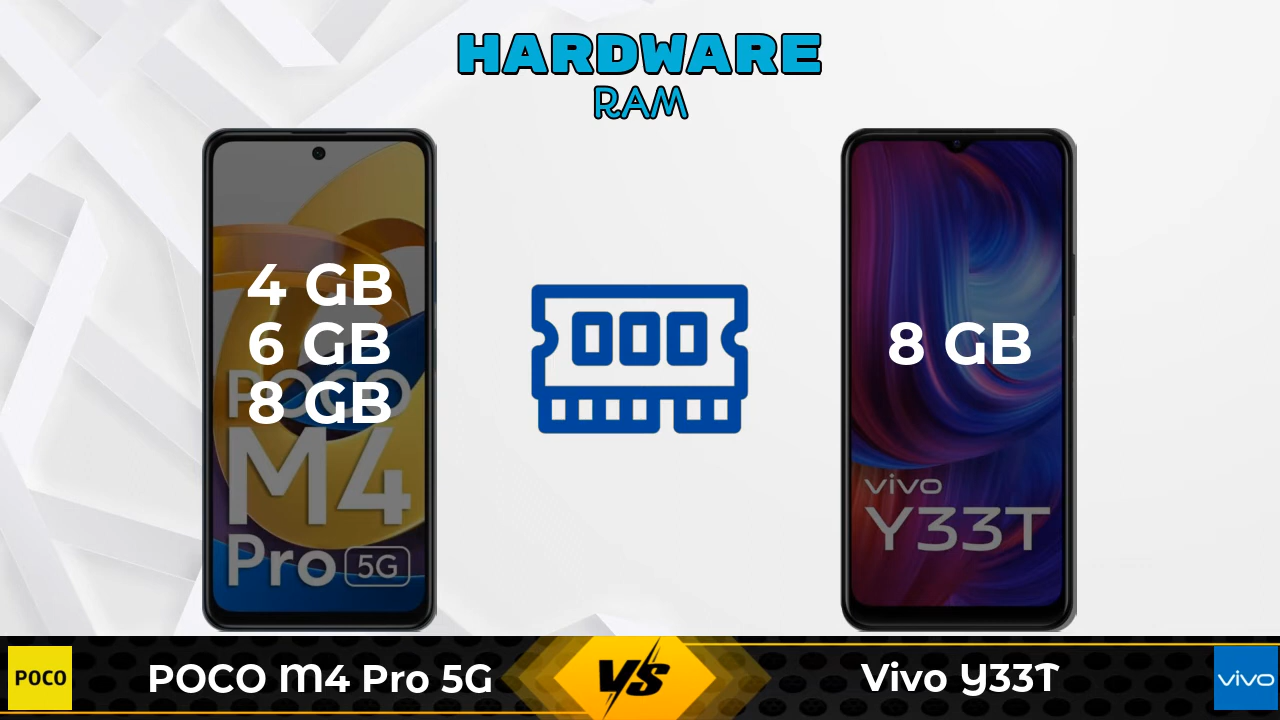 HARDWARE
RAM
4 GB
6 GB
8 GB
POCO
M4
Pro 5G
8 GB
vivo
Y33T
POCO
POCO M4 Pro 5G
VS
Vivo Y33T
vivo